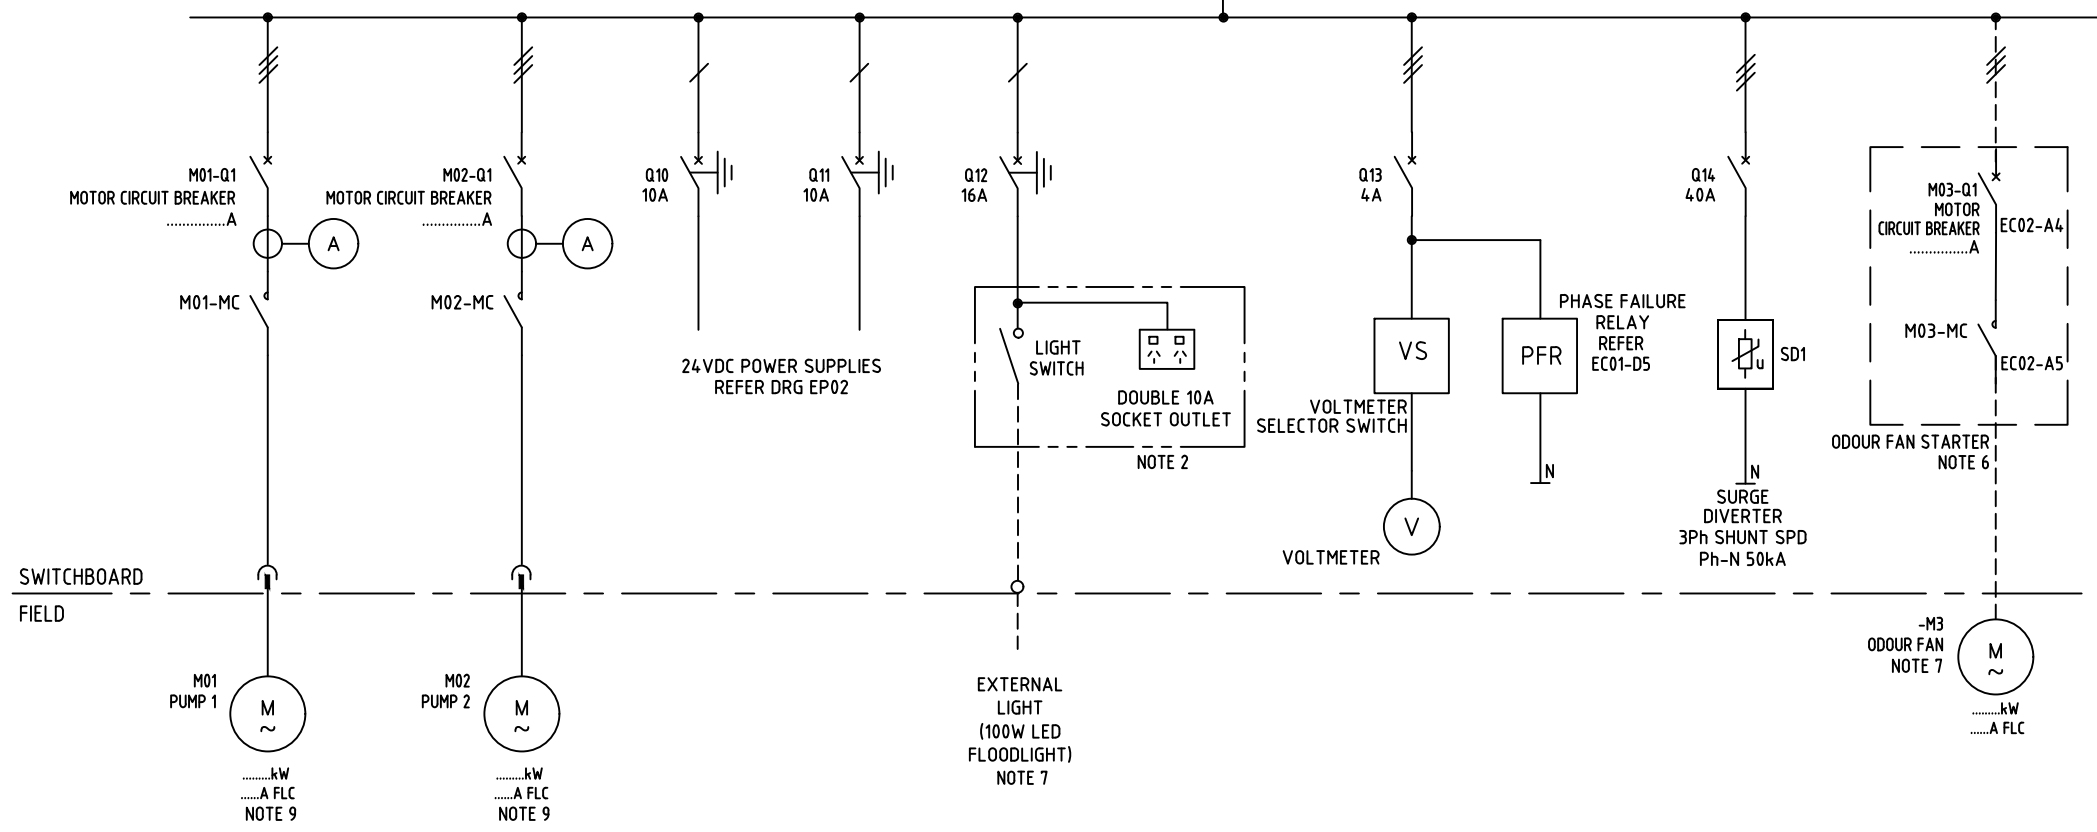 M01-Q1
MOTOR CIRCUIT BREAKER
................A
A
M01-MC
M02-Q1
MOTOR CIRCUIT BREAKER
................A
A
M02-MC
Q10
10A
Q11
10A
24VDC POWER SUPPLIES
REFER DRG EP02
Q12
16A
LIGHT
SWITCH
DOUBLE 10A
SOCKET OUTLET
NOTE 2
Q13
4A
VS
VOLTMETER
SELECTOR SWITCH
PFR
PHASE FAILURE
RELAY
REFER
EC01-D5
N
V
VOLTMETER
Q14
40A
u
SD1
N
SURGE
DIVERTER
3Ph SHUNT SPD
Ph-N 50kA
M03-Q1
MOTOR
CIRCUIT BREAKER
................A
EC02-A4
M03-MC
EC02-A5
ODOUR FAN STARTER
NOTE 6
SWITCHBOARD
FIELD
M01
PUMP 1
M
~
.........kW
......A FLC
NOTE 9
M02
PUMP 2
M
~
.........kW
......A FLC
NOTE 9
EXTERNAL
LIGHT
(100W LED
FLOODLIGHT)
NOTE 7
-M3
ODOUR FAN
NOTE 7
M
~
.........kW
......A FLC